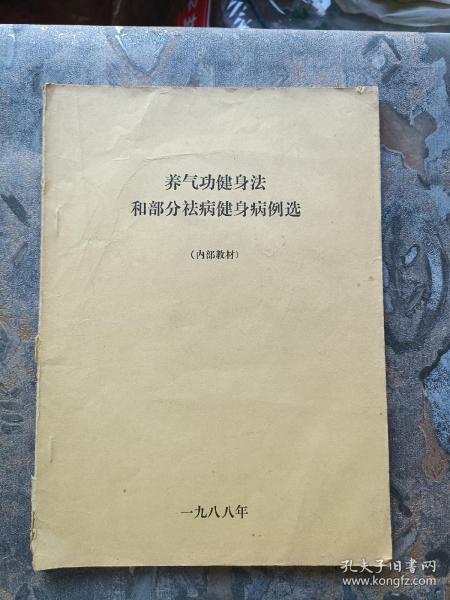 养气功健身法
和部分祛病健身病例选
(内部教材)
一九八八年
孔夫子旧书网
www.kongfz.com